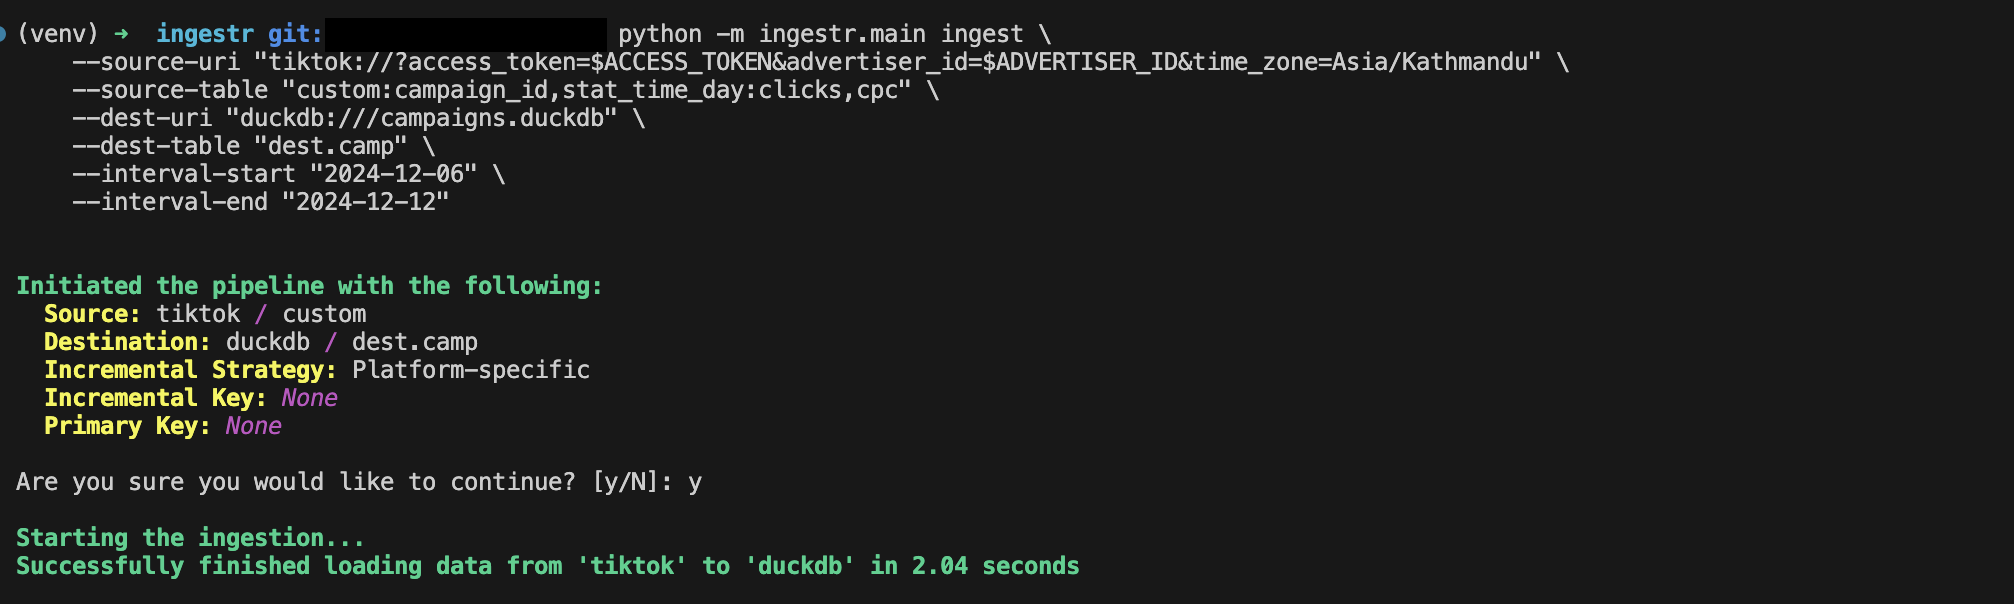 (venv) → ingestr git: python -m ingestr.main ingest \
--source-uri "tiktok://?access_token=$ACCESS_TOKEN&advertiser_id=$ADVERTISER_ID&time_zone=Asia/Kathmandu" \
--source-table "custom:campaign_id,stat_time_day:clicks,cpc" \
--dest-uri "duckdb:///campaigns.duckdb" \
--dest-table "dest.camp" \
--interval-start "2024-12-06" \
--interval-end "2024-12-12"
Initiated the pipeline with the following:
Source: tiktok / custom
Destination: duckdb / dest.camp
Incremental Strategy: Platform-specific
Incremental Key: None
Primary Key: None
Are you sure you would like to continue? [y/N]: y
Starting the ingestion...
Successfully finished loading data from 'tiktok' to 'duckdb' in 2.04 seconds